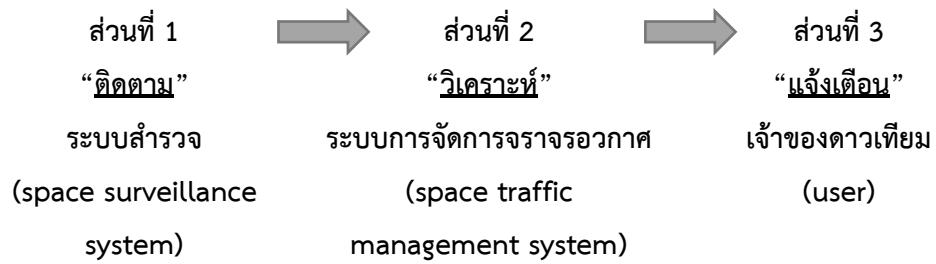 ส่วนที่ 1
“ติดตาม”
ระบบสำรวจ
(space surveillance
system)
ส่วนที่ 2
“วิเคราะห์”
ระบบการจัดการจราจรอวกาศ
(space traffic
management system)
ส่วนที่ 3
“แจ้งเตือน”
เจ้าของดาวเทียม
(user)